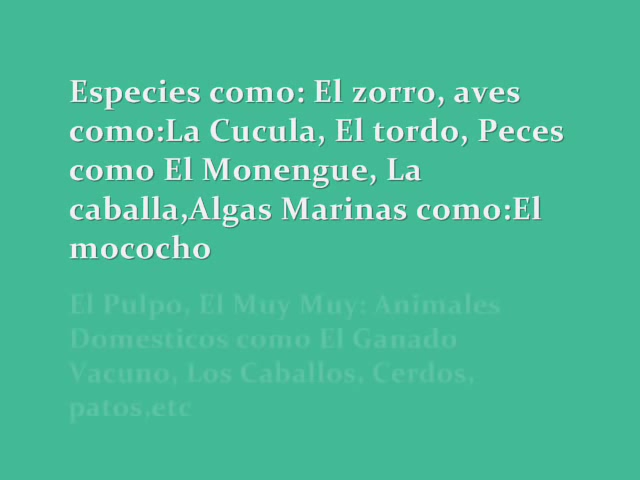 Especies como: El zorro, aves
como:La Cucula, El tordo, Peces
como El Monengue, La
caballa,Algas Marinas como:El
mococho
El Pulpo, El Muy Muy: Animales
Domesticos como El Ganado
Vacuno, Los Caballos, Cerdos,
patos,etc